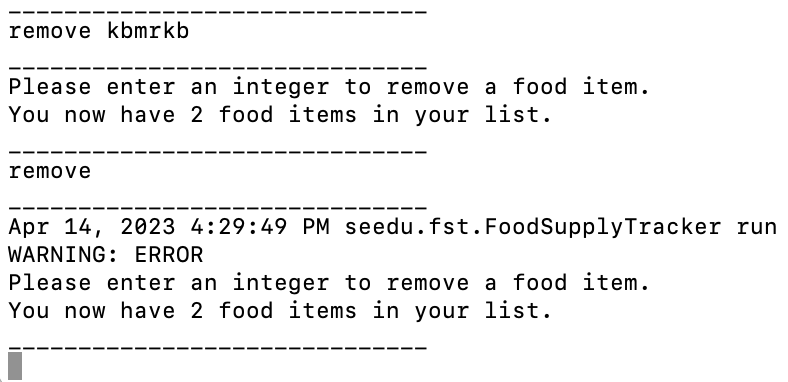 ______________________________
remove kbmrkb
______________________________
Please enter an integer to remove a food item.
You now have 2 food items in your list.
______________________________
remove
______________________________
Apr 14, 2023 4:29:49 PM seedu.fst.FoodSupplyTracker run
WARNING: ERROR
Please enter an integer to remove a food item.
You now have 2 food items in your list.
______________________________